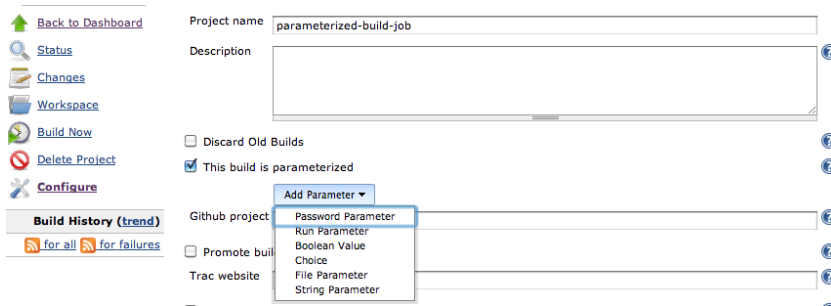 Back to Dashboard
Status
Changes
Workspace
Build Now
Delete Project
Configure
Build History (trend)
for all for failures
Project name parameterized-build-job
Description
Discard Old Builds
This build is parameterized
Add Parameter
Github project
Password Parameter
Run Parameter
Boolean Value
Choice
File Parameter
String Parameter
Promote buil
Trac website